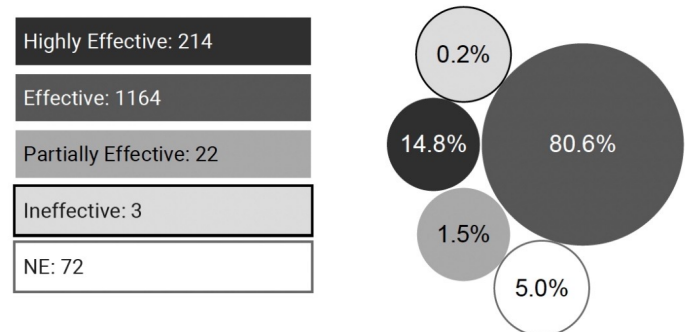 Highly Effective: 214
Effective: 1164
Partially Effective: 22
Ineffective: 3
NE: 72
0.2%
14.8%
80.6%
1.5%
5.0%